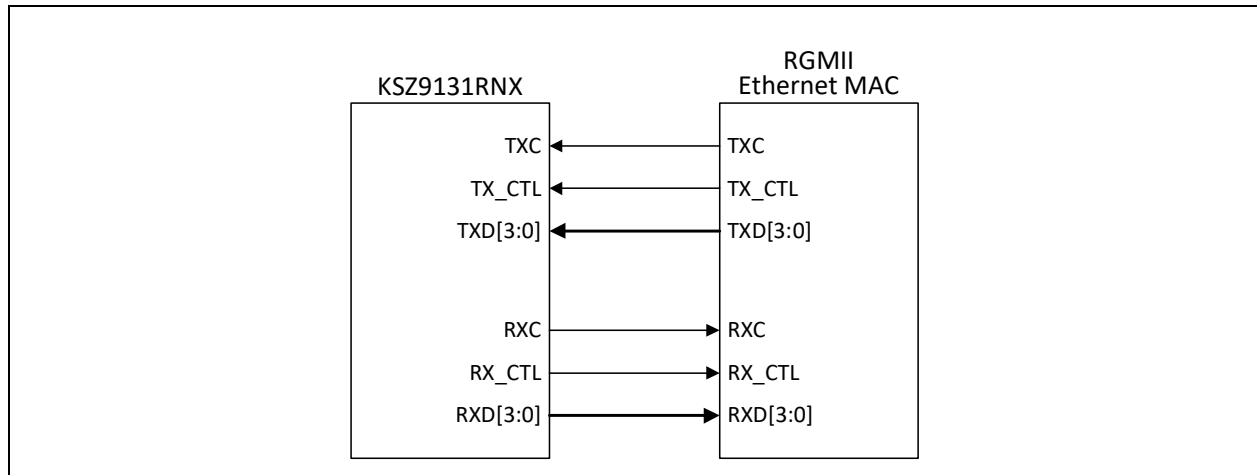 RGMII
KSZ9131RNX Ethernet MAC
TXC TXC
TX_CTL TX_CTL
TXD[3:0] TXD[3:0]
RXC RXC
RX_CTL RX_CTL
RXD[3:0] RXD[3:0]